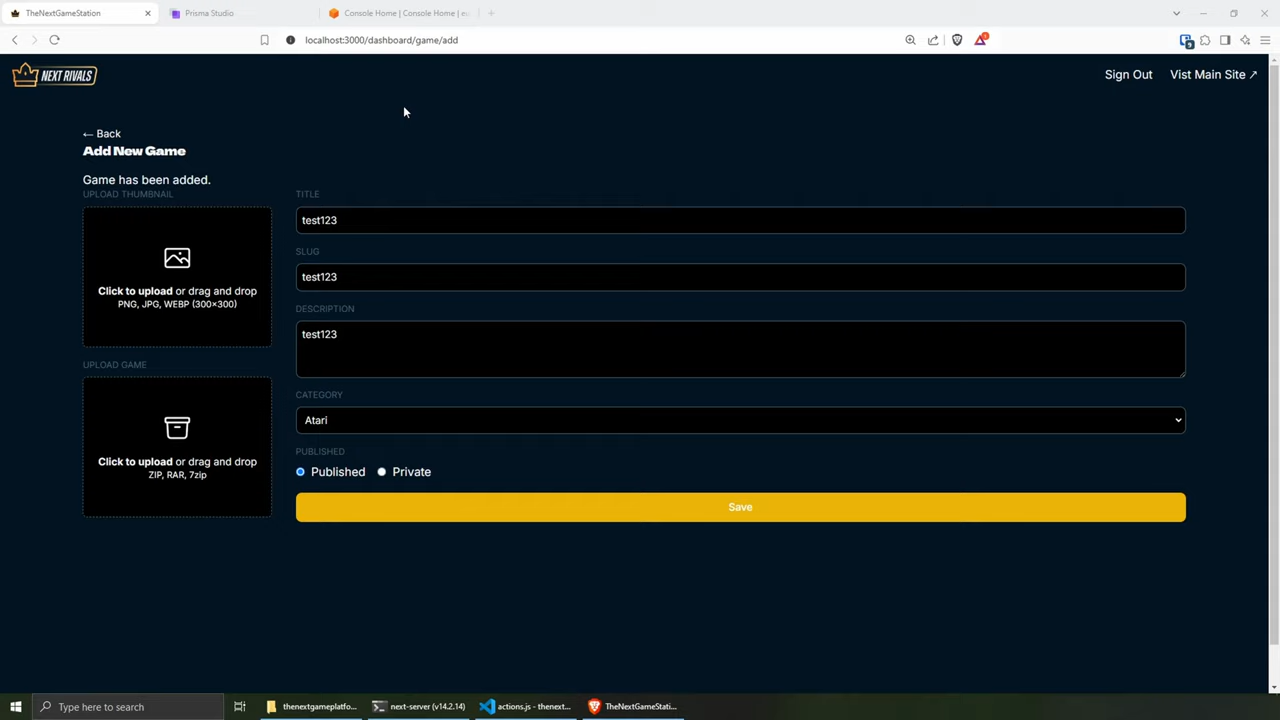 TheNextGameStation
Prisma Studio
Console Home | Console Home | eu
localhost:3000/dashboard/game/add
NEXT RIVALS
Sign Out
Vist Main Site ↗
← Back
Add New Game
Game has been added.
UPLOAD THUMBNAIL
Click to upload or drag and drop
PNG, JPG, WEBP (300×300)
UPLOAD GAME
Click to upload or drag and drop
ZIP, RAR, 7zip
TITLE
test123
SLUG
test123
DESCRIPTION
test123
CATEGORY
Atari
PUBLISHED
Published
Private
Save
Type here to search
thenextgameplatfo...
next-server (v14.2.14)
actions.js - thenext...
TheNextGameStati...